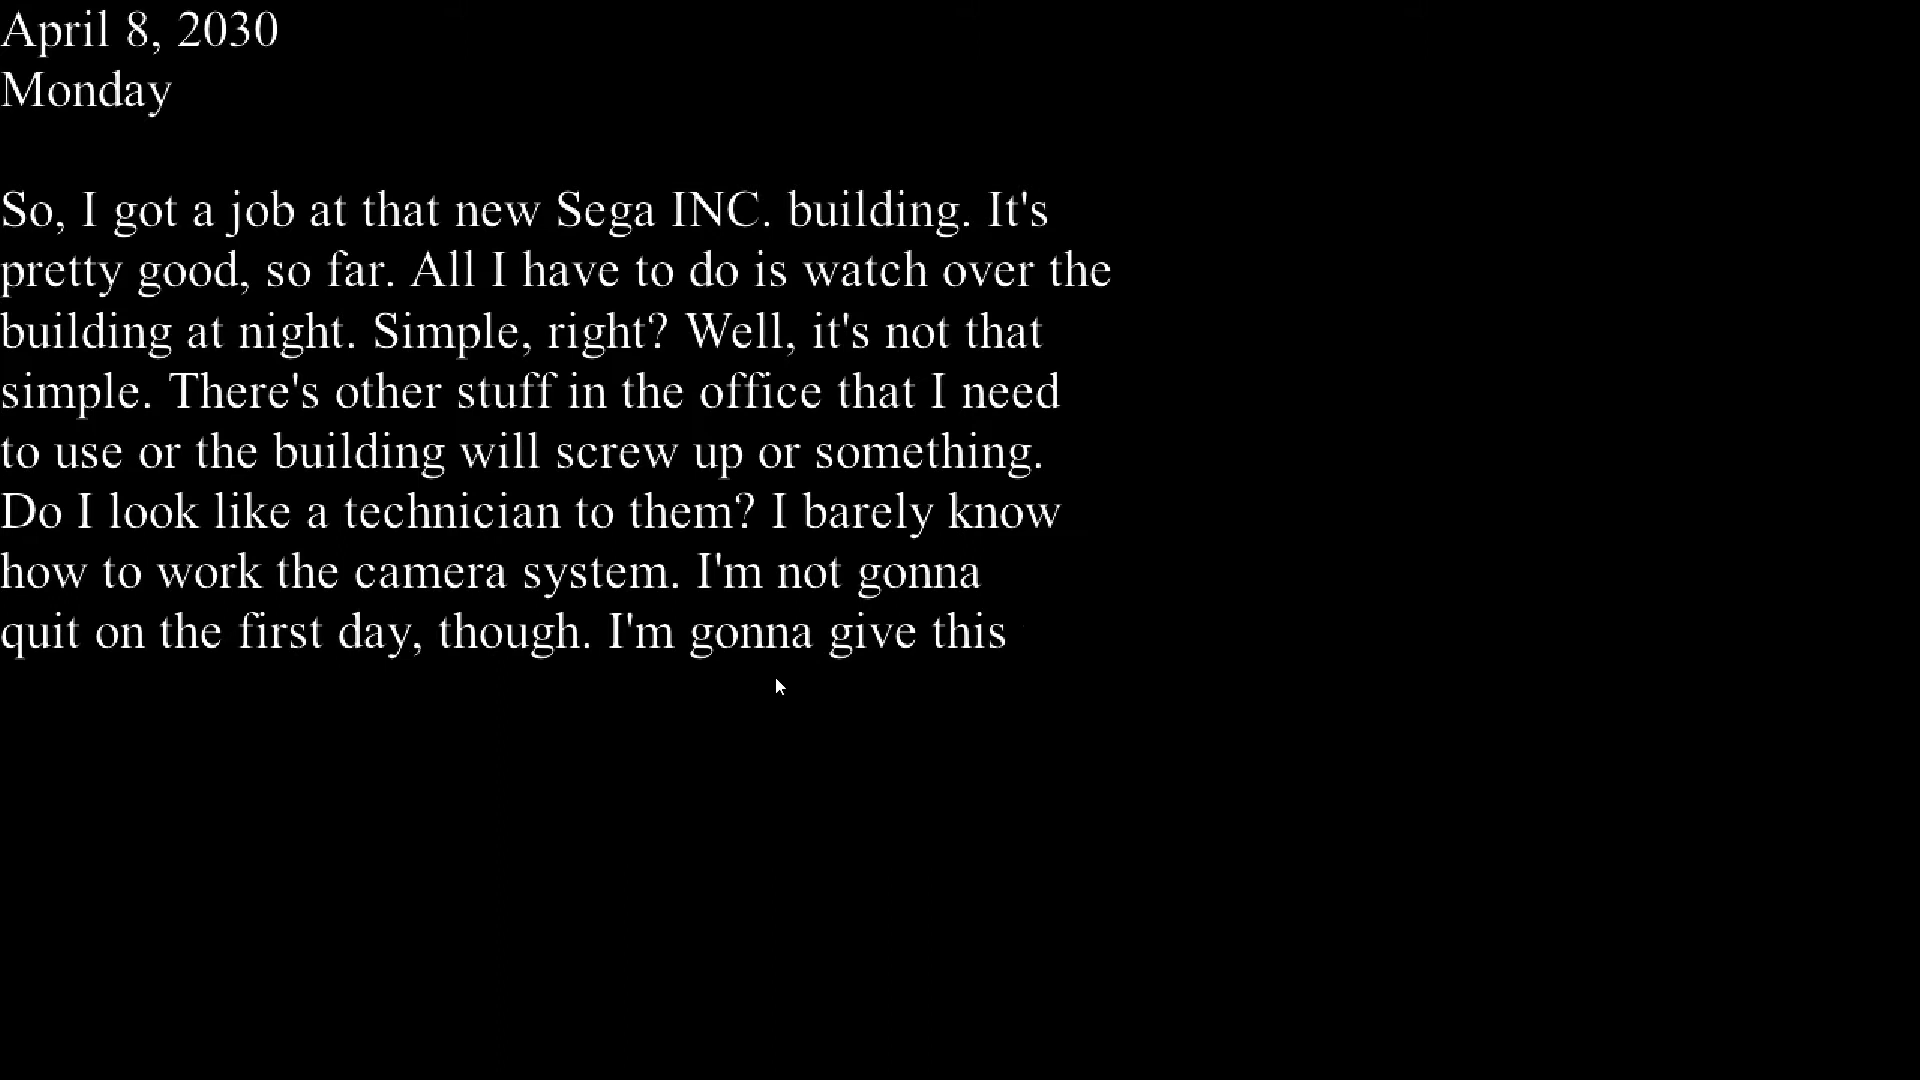 April 8, 2030
Monday
So, I got a job at that new Sega INC. building. It's
pretty good, so far. All I have to do is watch over the
building at night. Simple, right? Well, it's not that
simple. There's other stuff in the office that I need
to use or the building will screw up or something.
Do I look like a technician to them? I barely know
how to work the camera system. I'm not gonna
quit on the first day, though. I'm gonna give this